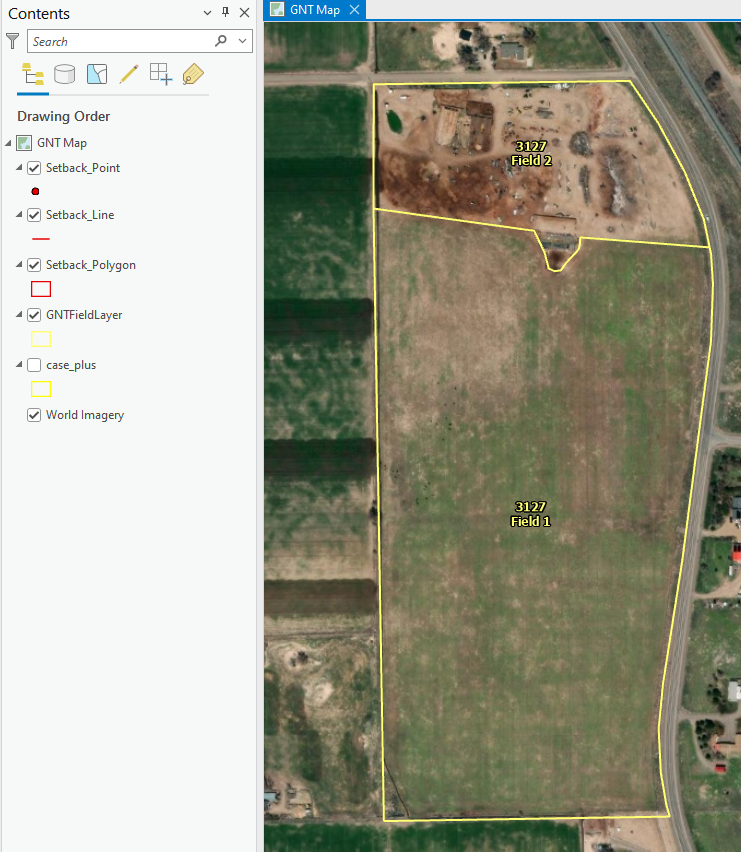 Contents
GNT Map
Search
Drawing Order
GNT Map
Setback_Point
Setback_Line
Setback_Polygon
GNTFieldLayer
case_plus
World Imagery
3127
Field 2
3127
Field 1